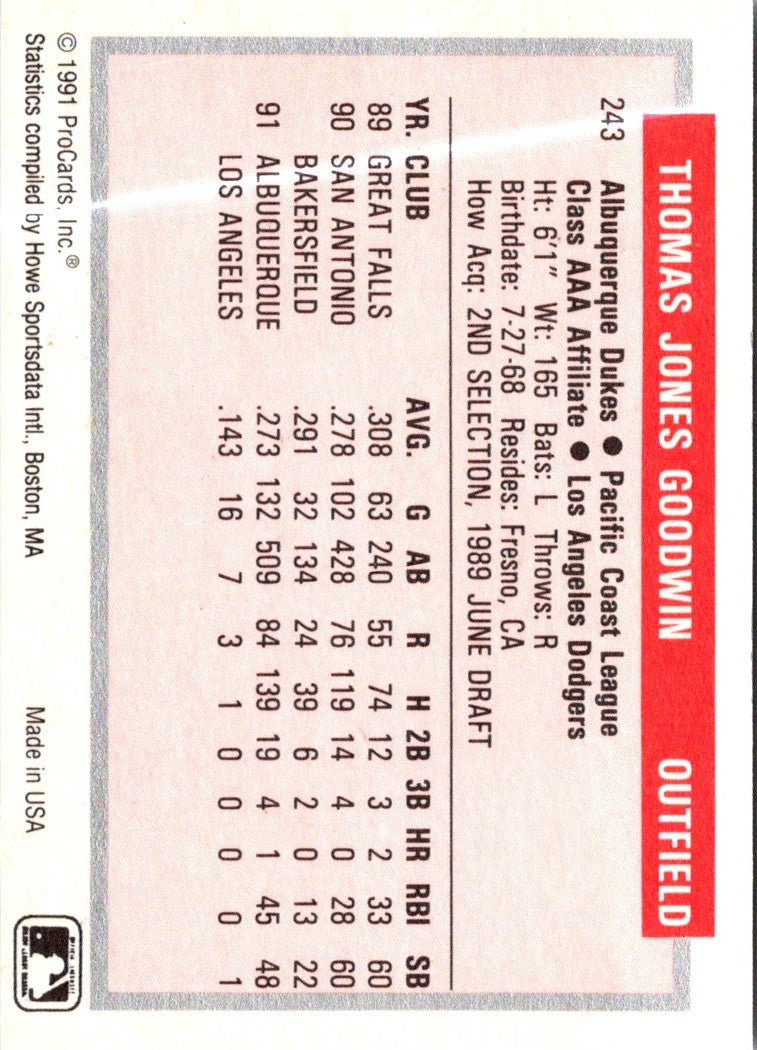 THOMAS JONES GOODWIN OUTFIELD
243 Albuquerque Dukes ● Pacific Coast League
Class AAA Affiliate ● Los Angeles Dodgers
Ht: 6'1" Wt: 165 Bats: L Throws: R
Birthdate: 7-27-68 Resides: Fresno, CA
How Acq: 2ND SELECTION, 1989 JUNE DRAFT
YR. CLUB AVG. G AB R H 2B 3B HR RBI SB
89 GREAT FALLS .308 63 240 55 74 12 3 2 33 60
90 SAN ANTONIO .278 102 428 76 119 14 4 0 28 60
BAKERSFIELD .291 32 134 24 39 6 2 0 13 22
91 ALBUQUERQUE .273 132 509 84 139 19 4 1 45 48
LOS ANGELES .143 16 7 3 1 0 0 0 0 1
© 1991 ProCards, Inc.®
Statistics compiled by Howe Sportsdata Intl., Boston, MA Made in USA